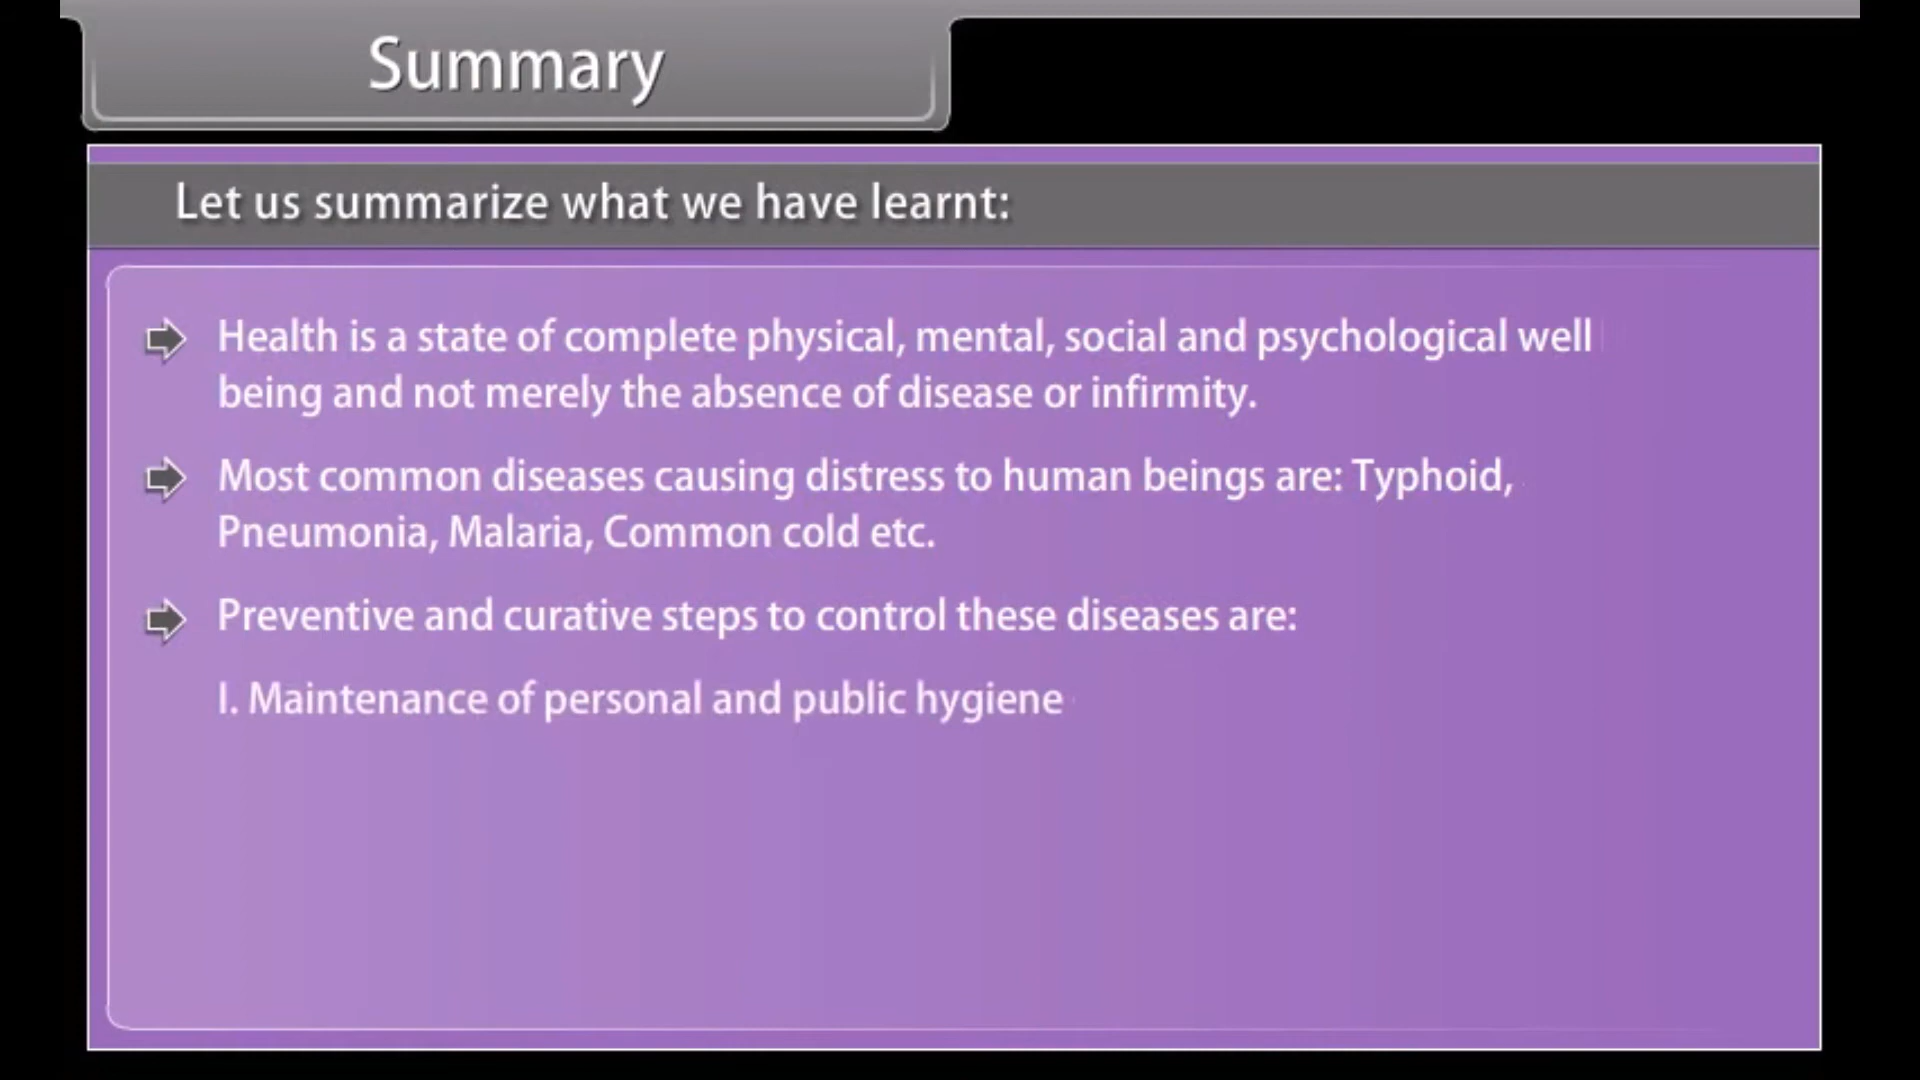 Summary
Let us summarize what we have learnt:
Health is a state of complete physical, mental, social and psychological well
being and not merely the absence of disease or infirmity.
Most common diseases causing distress to human beings are: Typhoid,
Pneumonia, Malaria, Common cold etc.
Preventive and curative steps to control these diseases are:
I. Maintenance of personal and public hygiene